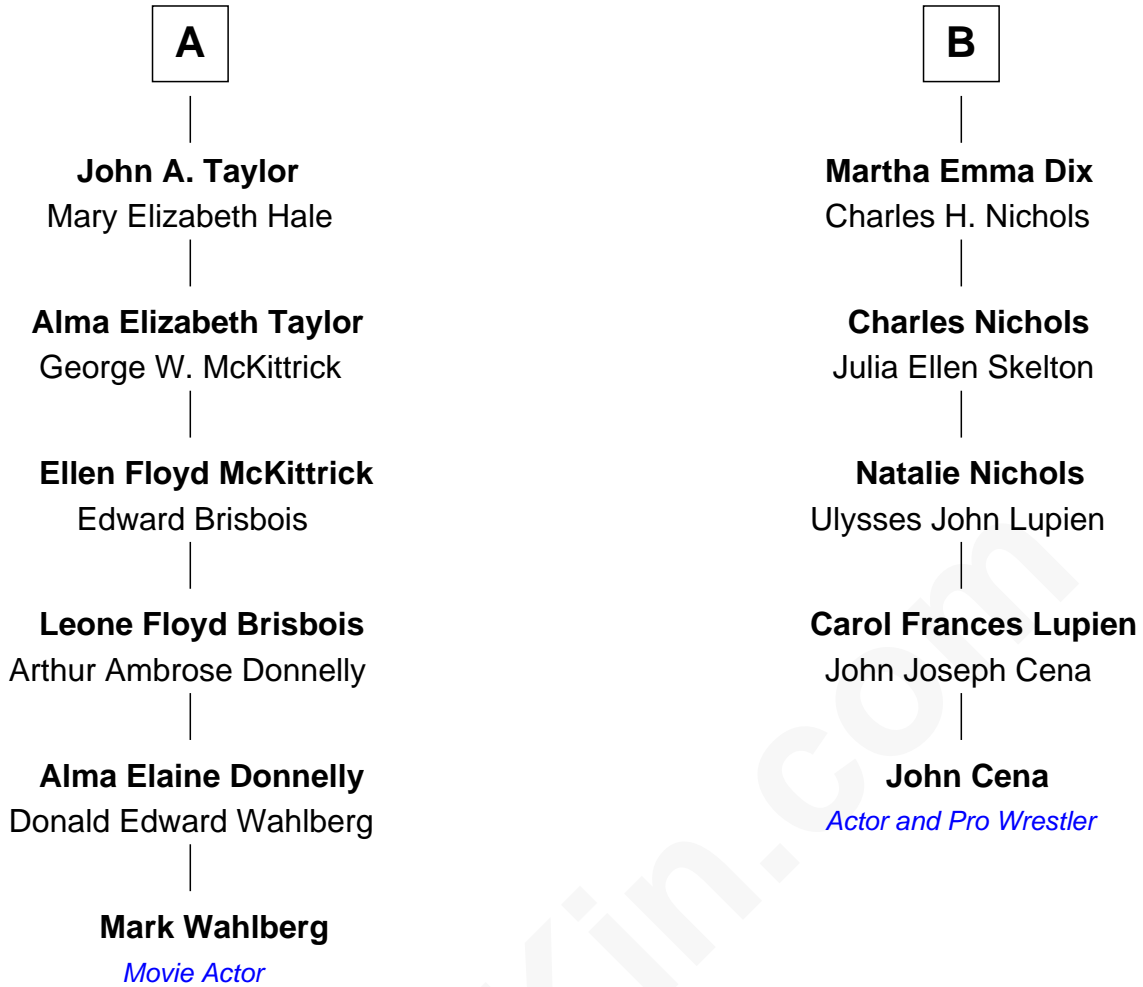 A
John A. Taylor
Mary Elizabeth Hale
Alma Elizabeth Taylor
George W. McKittrick
Ellen Floyd McKittrick
Edward Brisbois
Leone Floyd Brisbois
Arthur Ambrose Donnelly
Alma Elaine Donnelly
Donald Edward Wahlberg
Mark Wahlberg
Movie Actor
B
Martha Emma Dix
Charles H. Nichols
Charles Nichols
Julia Ellen Skelton
Natalie Nichols
Ulysses John Lupien
Carol Frances Lupien
John Joseph Cena
John Cena
Actor and Pro Wrestler